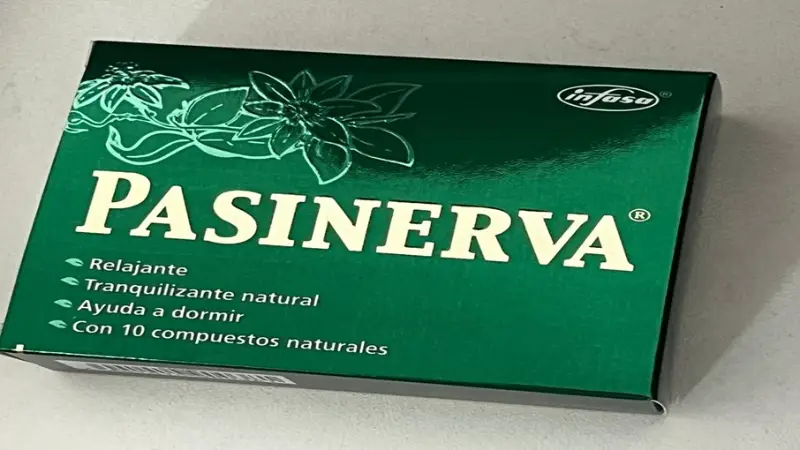 infasa®
PASINERVA®
Relajante
Tranquilizante natural
Ayuda a dormir
Con 10 compuestos naturales